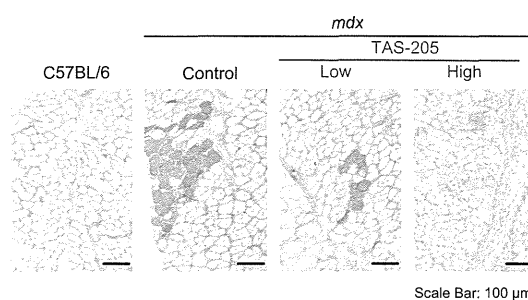 mdx
TAS-205
C57BL/6 Control Low High
Scale Bar: 100 μm